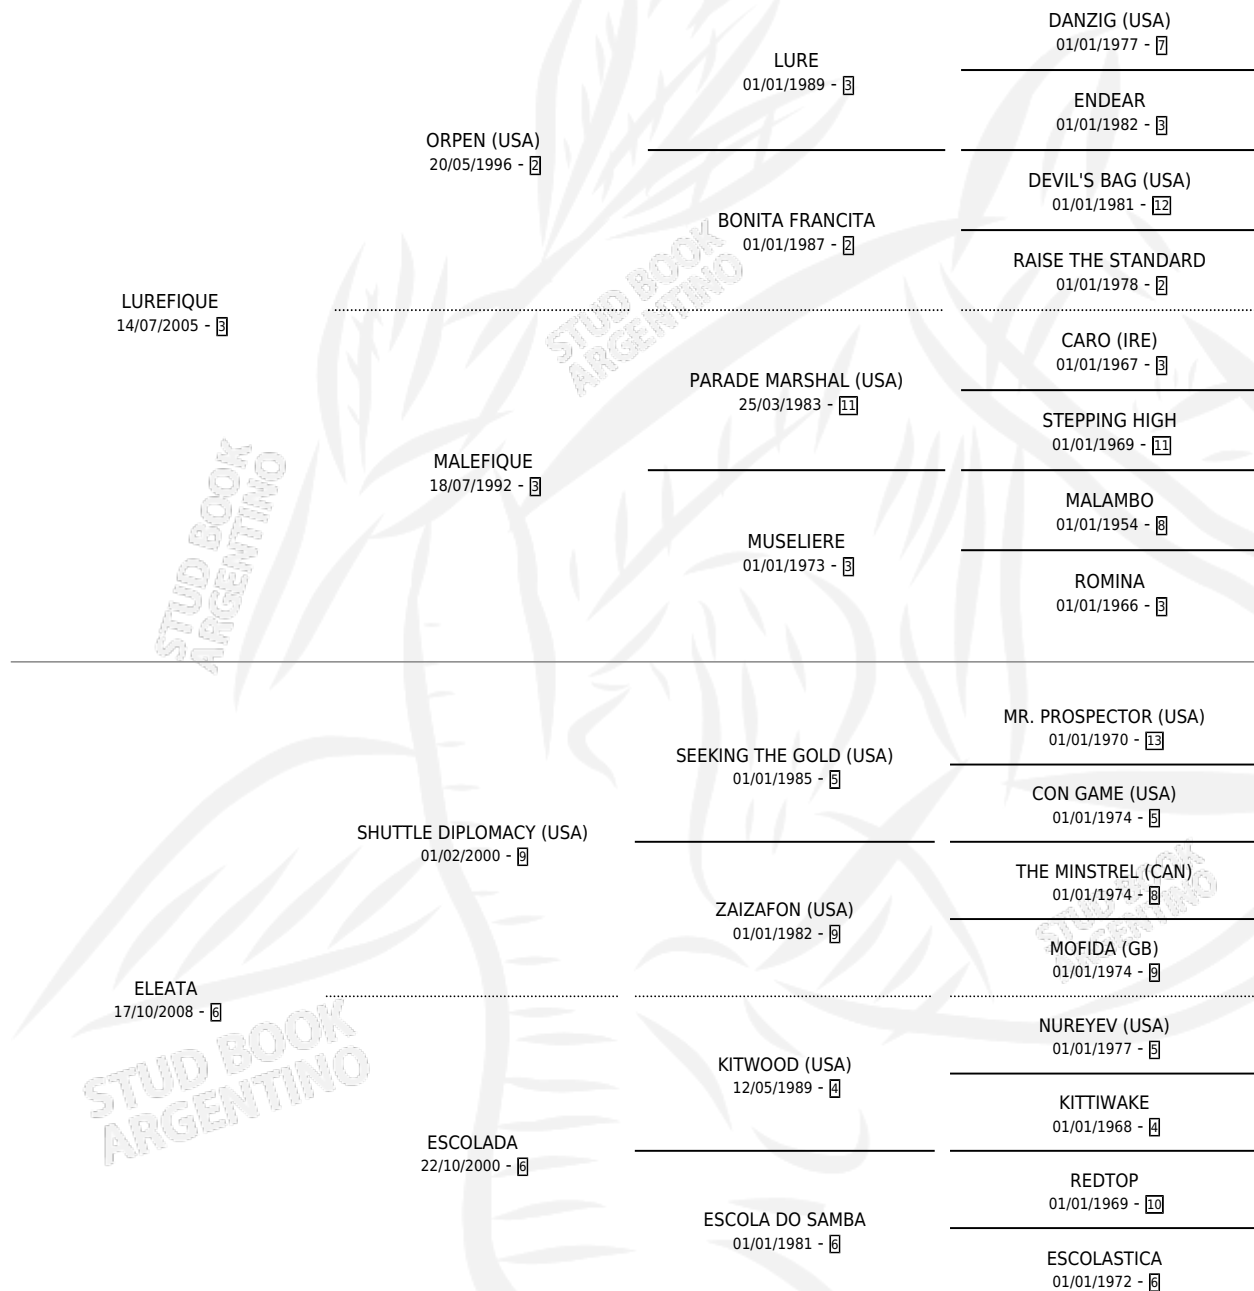 DANZIG (USA)
01/01/1977 - 7
LURE
01/01/1989 - 3
ENDEAR
01/01/1982 - 3
ORPEN (USA)
20/05/1996 - 2
DEVIL'S BAG (USA)
01/01/1981 - 12
BONITA FRANCITA
01/01/1987 - 2
RAISE THE STANDARD
01/01/1978 - 2
LUREFIQUE
14/07/2005 - 3
CARO (IRE)
01/01/1967 - 3
PARADE MARSHAL (USA)
25/03/1983 - 11
STEPPING HIGH
01/01/1969 - 11
MALEFIQUE
18/07/1992 - 3
MALAMBO
01/01/1954 - 8
MUSELIERE
01/01/1973 - 3
ROMINA
01/01/1966 - 3
MR. PROSPECTOR (USA)
01/01/1970 - 13
SEEKING THE GOLD (USA)
01/01/1985 - 5
CON GAME (USA)
01/01/1974 - 5
SHUTTLE DIPLOMACY (USA)
01/02/2000 - 9
THE MINSTREL (CAN)
01/01/1974 - 8
ZAIZAFON (USA)
01/01/1982 - 9
MOFIDA (GB)
01/01/1974 - 9
ELEATA
17/10/2008 - 6
NUREYEV (USA)
01/01/1977 - 5
KITWOOD (USA)
12/05/1989 - 4
KITTIWAKE
01/01/1968 - 4
ESCOLADA
22/10/2000 - 6
REDTOP
01/01/1969 - 10
ESCOLA DO SAMBA
01/01/1981 - 6
ESCOLASTICA
01/01/1972 - 6
STUD BOOK
ARGENTINO
STUD BOOK
ARGENTINO
STUD BOOK
ARGENTINO
STUD BOOK
ARGENTINO